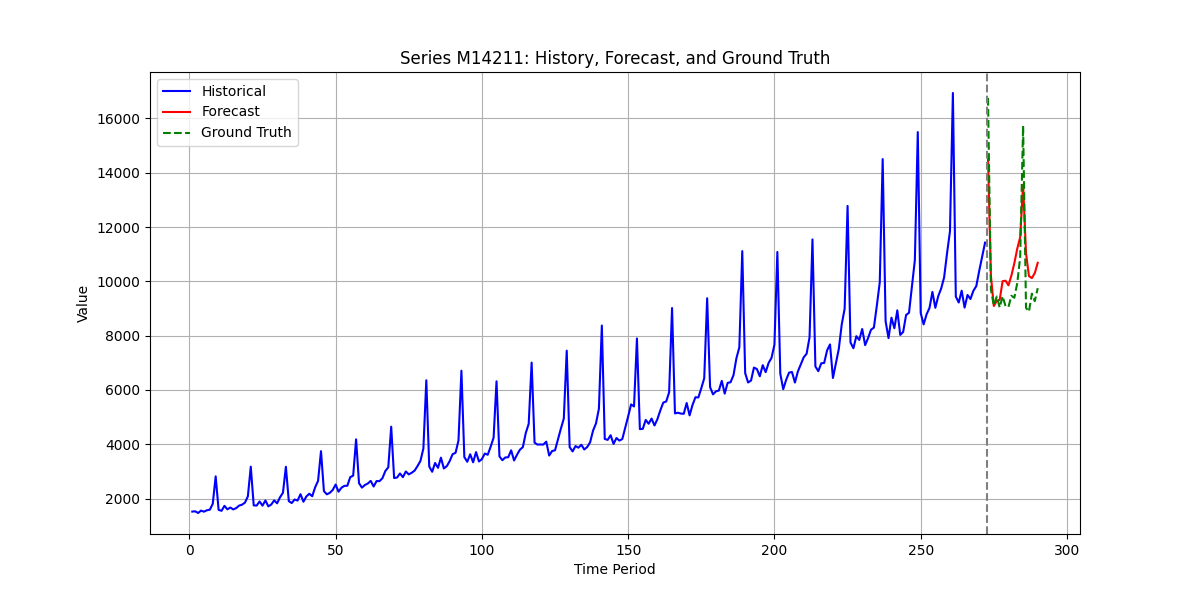 Series M14211: History, Forecast, and Ground Truth
Historical
Forecast
Ground Truth
16000
14000
12000
10000
8000
6000
4000
2000
Value
0 50 100 150 200 250 300
Time Period